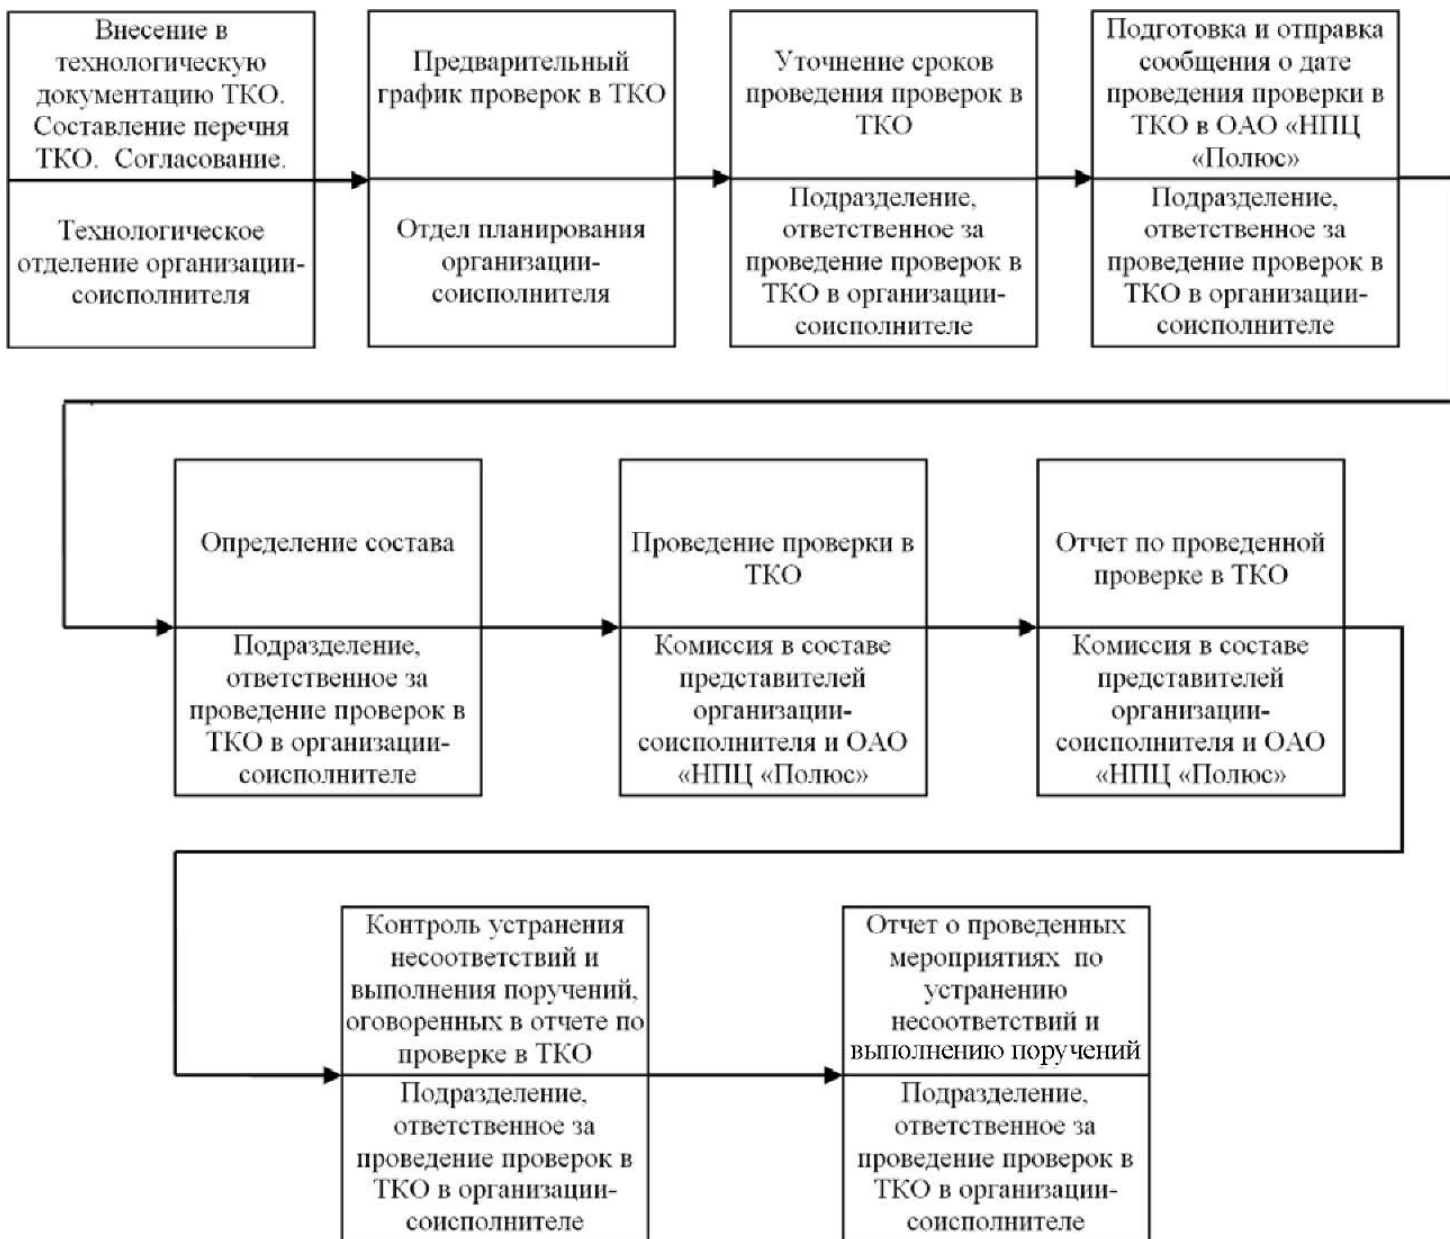 Внесение в
технологическую
документацию ТКО.
Составление перечня
ТКО. Согласование.
Технологическое
отделение организации-
соисполнителя
Предварительный
график проверок в ТКО
Отдел планирования
организации-
соисполнителя
Уточнение сроков
проведения проверок в
ТКО
Подразделение,
ответственное за
проведение проверок в
ТКО в организации-
соисполнителе
Подготовка и отправка
сообщения о дате
проведения проверки в
ТКО в ОАО «НПЦ
«Полюс»
Подразделение,
ответственное за
проведение проверок в
ТКО в организации-
соисполнителе
Определение состава
Подразделение,
ответственное за
проведение проверок в
ТКО в организации-
соисполнителе
Проведение проверки в
ТКО
Комиссия в составе
представителей
организации-
соисполнителя и ОАО
«НПЦ «Полюс»
Отчет по проведенной
проверке в ТКО
Комиссия в составе
представителей
организации-
соисполнителя и ОАО
«НПЦ «Полюс»
Контроль устранения
несоответствий и
выполнения поручений,
оговоренных в отчете по
проверке в ТКО
Подразделение,
ответственное за
проведение проверок в
ТКО в организации-
соисполнителе
Отчет о проведенных
мероприятиях по
устранению
несоответствий и
выполнению поручений
Подразделение,
ответственное за
проведение проверок в
ТКО в организации-
соисполнителе